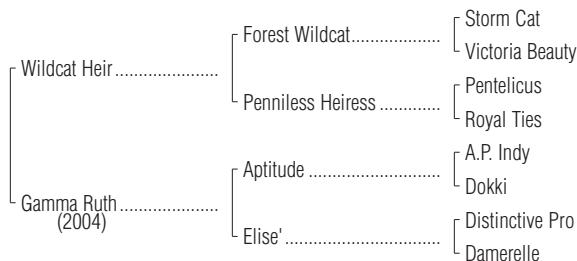 Storm Cat
Forest Wildcat....................
Victoria Beauty
Wildcat Heir.......................
Pentelicus
Penniless Heiress..............
Royal Ties
A.P. Indy
Aptitude..............................
Dokki
Gamma Ruth......................
(2004)
Distinctive Pro
Elise'...................................
Damerelle